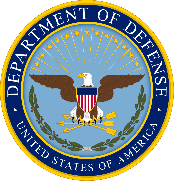 DEPARTMENT OF DEFENSE
UNITED STATES OF AMERICA